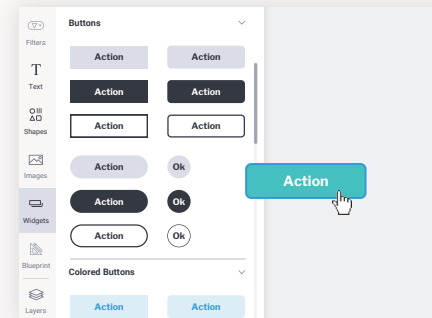 Filters
Text
Shapes
Images
Widgets
Blueprint
Layers
Buttons
Action
Action
Action
Action
Action
Action
Action
Ok
Action
Ok
Action
Ok
Colored Buttons
Action
Action
Action